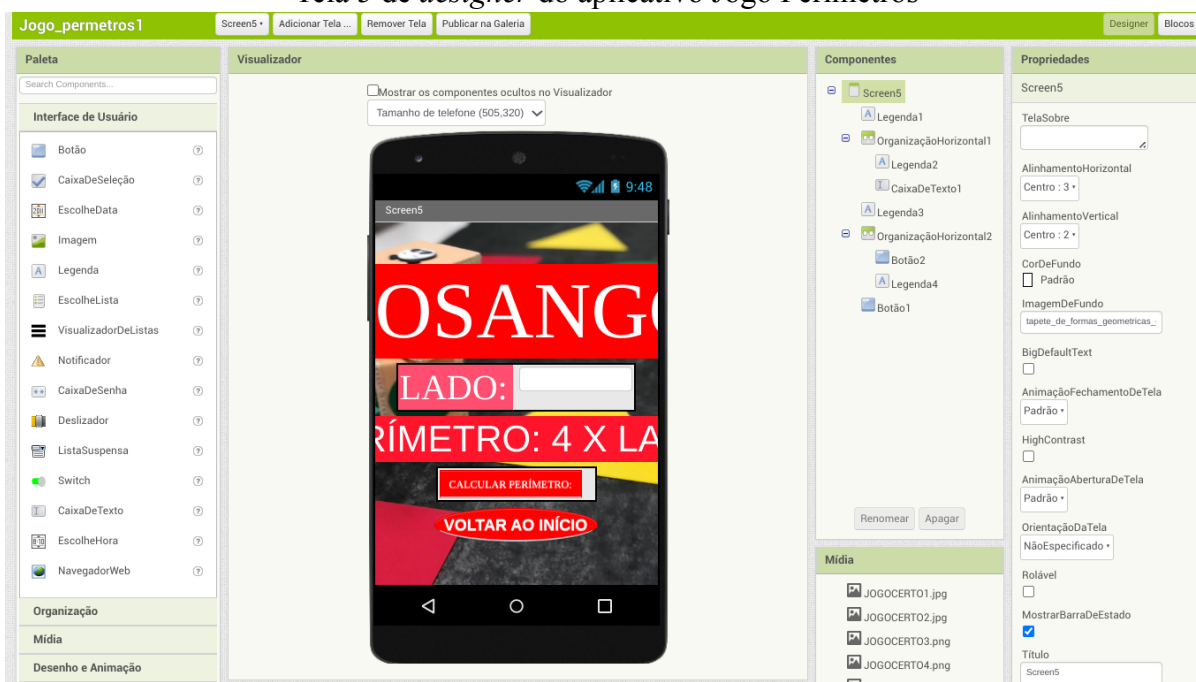 Tela 5 de designer do aplicativo Jogo Perímetros
Jogo_permetros1
Screen5
Adicionar Tela ...
Remover Tela
Publicar na Galeria
Designer
Blocos
Paleta
Search Components...
Interface de Usuário
Botão
CaixaDeSeleção
EscolheData
Imagem
Legenda
EscolheLista
VisualizadorDeListas
Notificador
CaixaDeSenha
Deslizador
ListaSuspensa
Switch
CaixaDeTexto
EscolheHora
NavegadorWeb
Organização
Mídia
Desenho e Animação
Visualizador
Mostrar os componentes ocultos no Visualizador
Tamanho de telefone (505,320)
9:48
Screen5
OSANG
LADO:
RÍMETRO: 4 X LA
CALCULAR PERÍMETRO:
VOLTAR AO INÍCIO
Componentes
Screen5
Legenda1
OrganizaçãoHorizontal1
Legenda2
CaixaDeTexto1
Legenda3
OrganizaçãoHorizontal2
Botão2
Legenda4
Botão1
Renomear
Apagar
Mídia
JOGOCERTO1.jpg
JOGOCERTO2.jpg
JOGOCERTO3.png
JOGOCERTO4.png
Propriedades
Screen5
TelaSobre
AlinhamentoHorizontal
Centro : 3
AlinhamentoVertical
Centro : 2
CorDeFundo
Padrão
ImagemDeFundo
tapete_de_formas_geometricas_
BigDefaultText
AnimaçãoFechamentoDeTela
Padrão
HighContrast
AnimaçãoAberturaDeTela
Padrão
OrientaçãoDaTela
NãoEspecificado
Rolável
MostrarBarraDeEstado
Título
Screen5